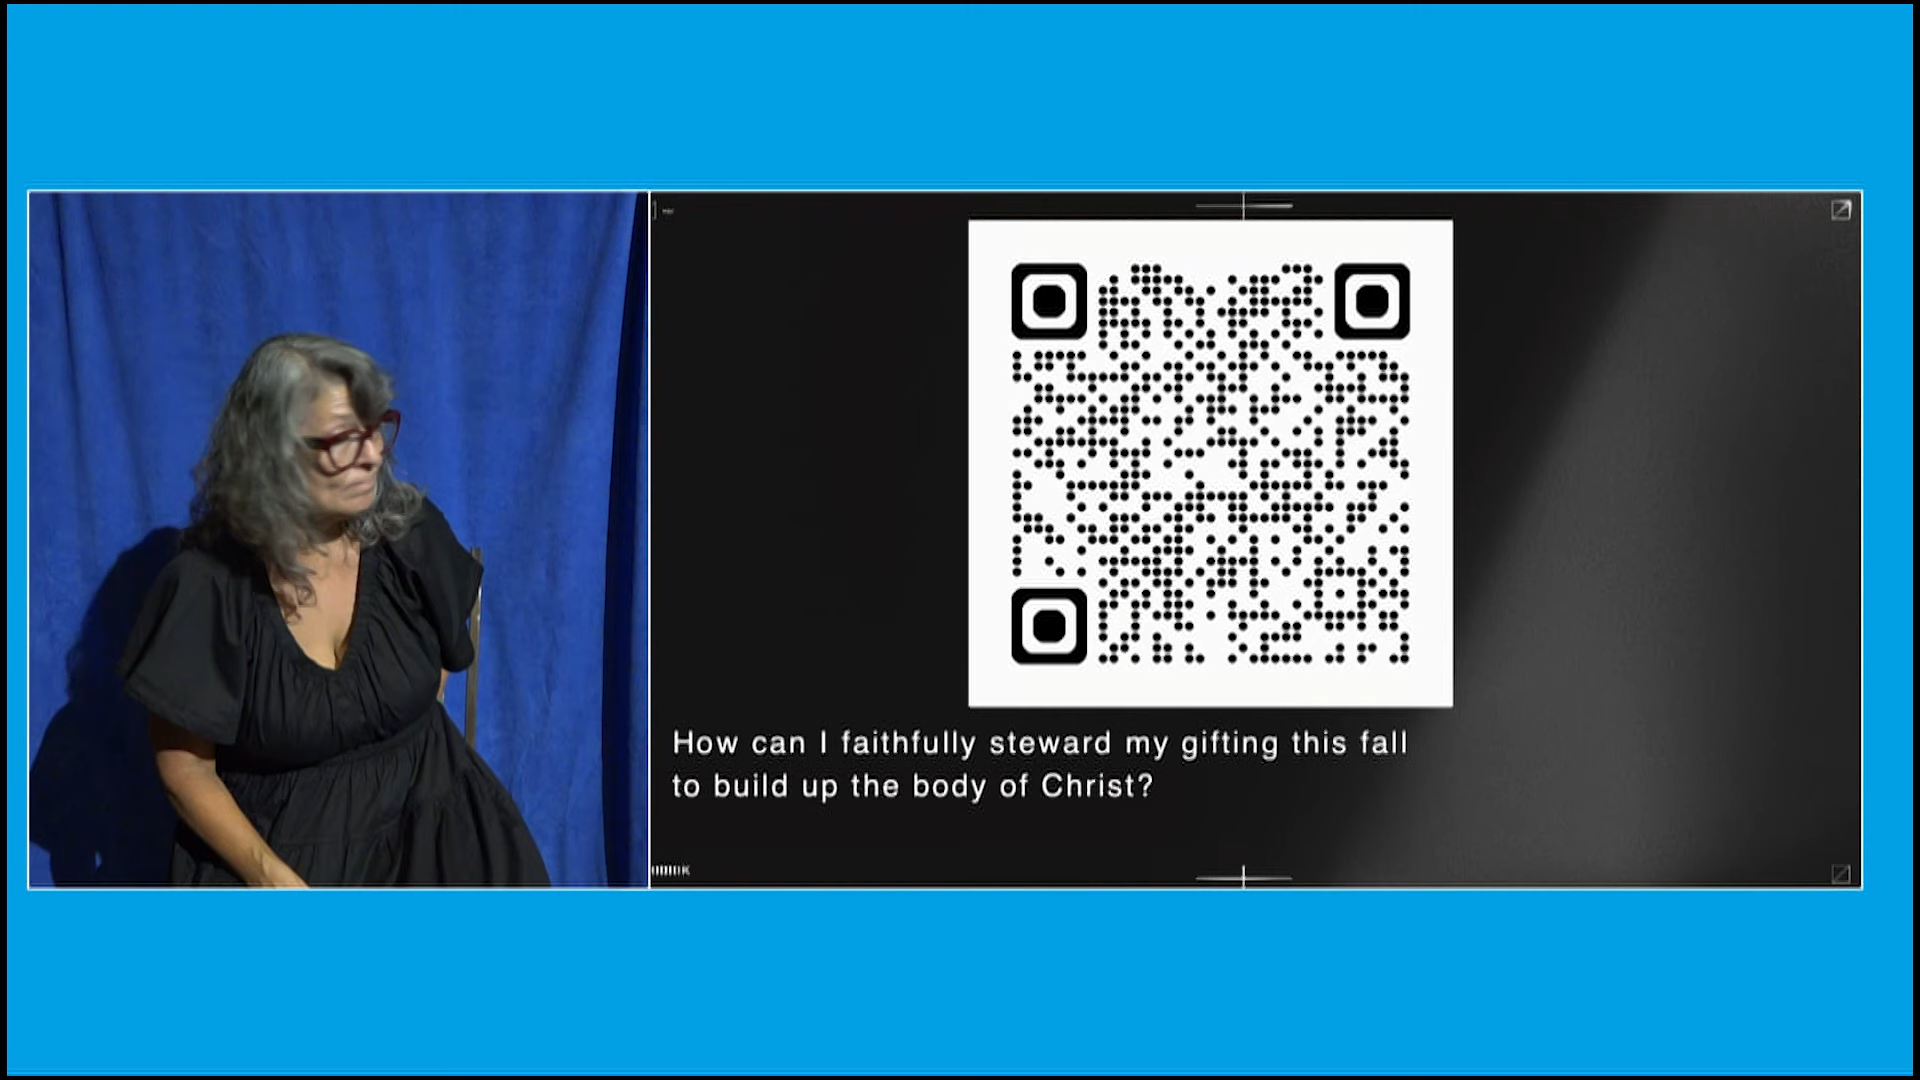 How can I faithfully steward my gifting this fall
to build up the body of Christ?